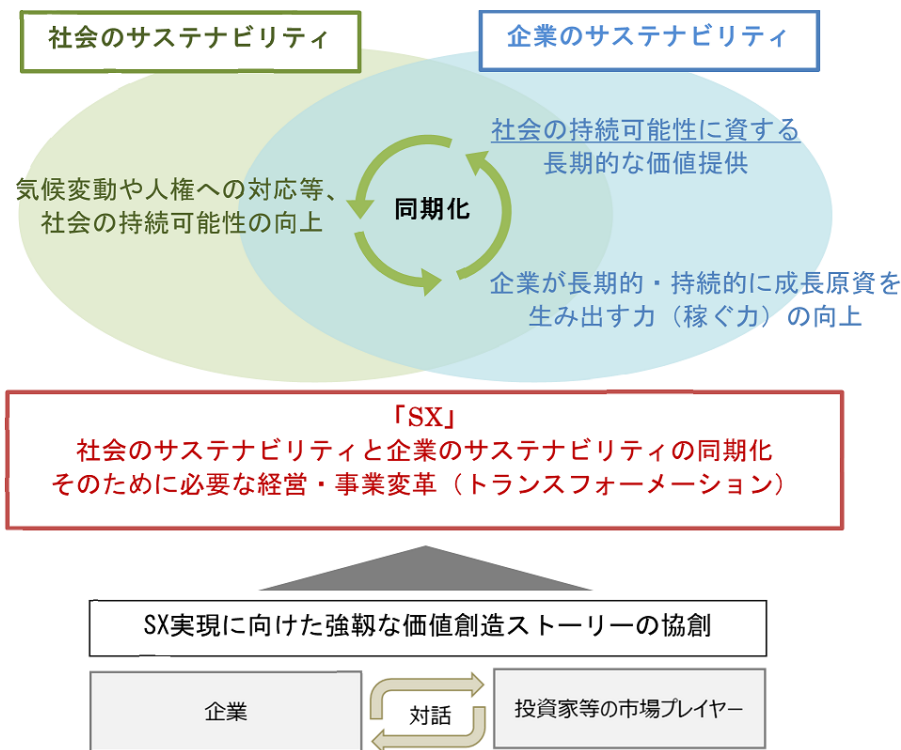 社会のサステナビリティ
企業のサステナビリティ
社会の持続可能性に資する
長期的な価値提供
気候変動や人権への対応等、
社会の持続可能性の向上
同期化
企業が長期的・持続的に成長原資を
生み出す力（稼ぐ力）の向上
「SX」
社会のサステナビリティと企業のサステナビリティの同期化
そのために必要な経営・事業変革（トランスフォーメーション）
SX実現に向けた強靱な価値創造ストーリーの協創
企業
対話
投資家等の市場プレイヤー